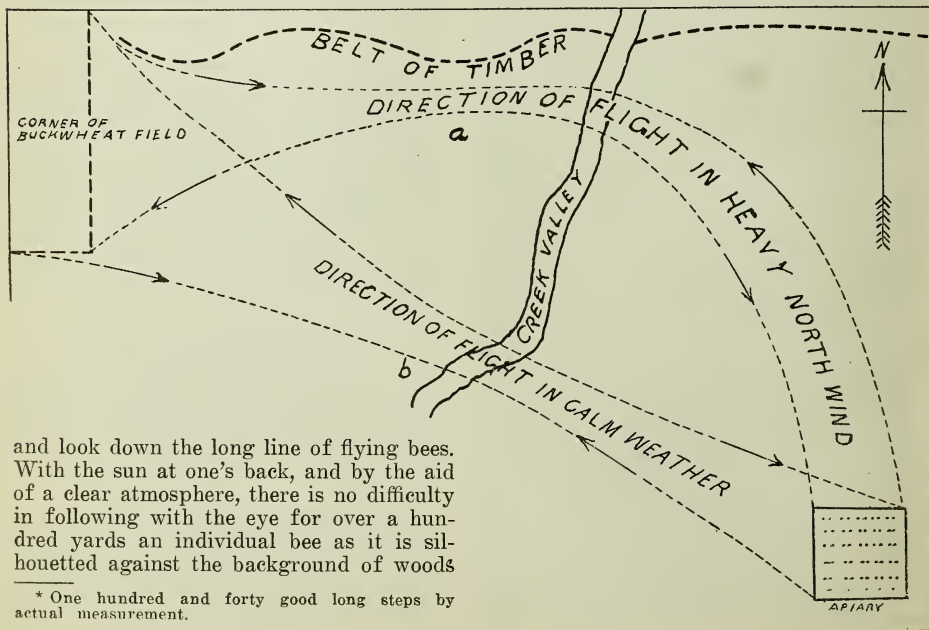 BELT OF TIMBER
N
DIRECTION OF FLIGHT IN HEAVY NORTH WIND
a
CORNER OF
BUCKWHEAT FIELD
CREEK VALLEY
DIRECTION OF FLIGHT IN CALM WEATHER
b
and look down the long line of flying bees.
With the sun at one's back, and by the aid
of a clear atmosphere, there is no difficulty
in following with the eye for over a hun-
dred yards an individual bee as it is sil-
houetted against the background of woods
* One hundred and forty good long steps by
actual measurement.
APIARY